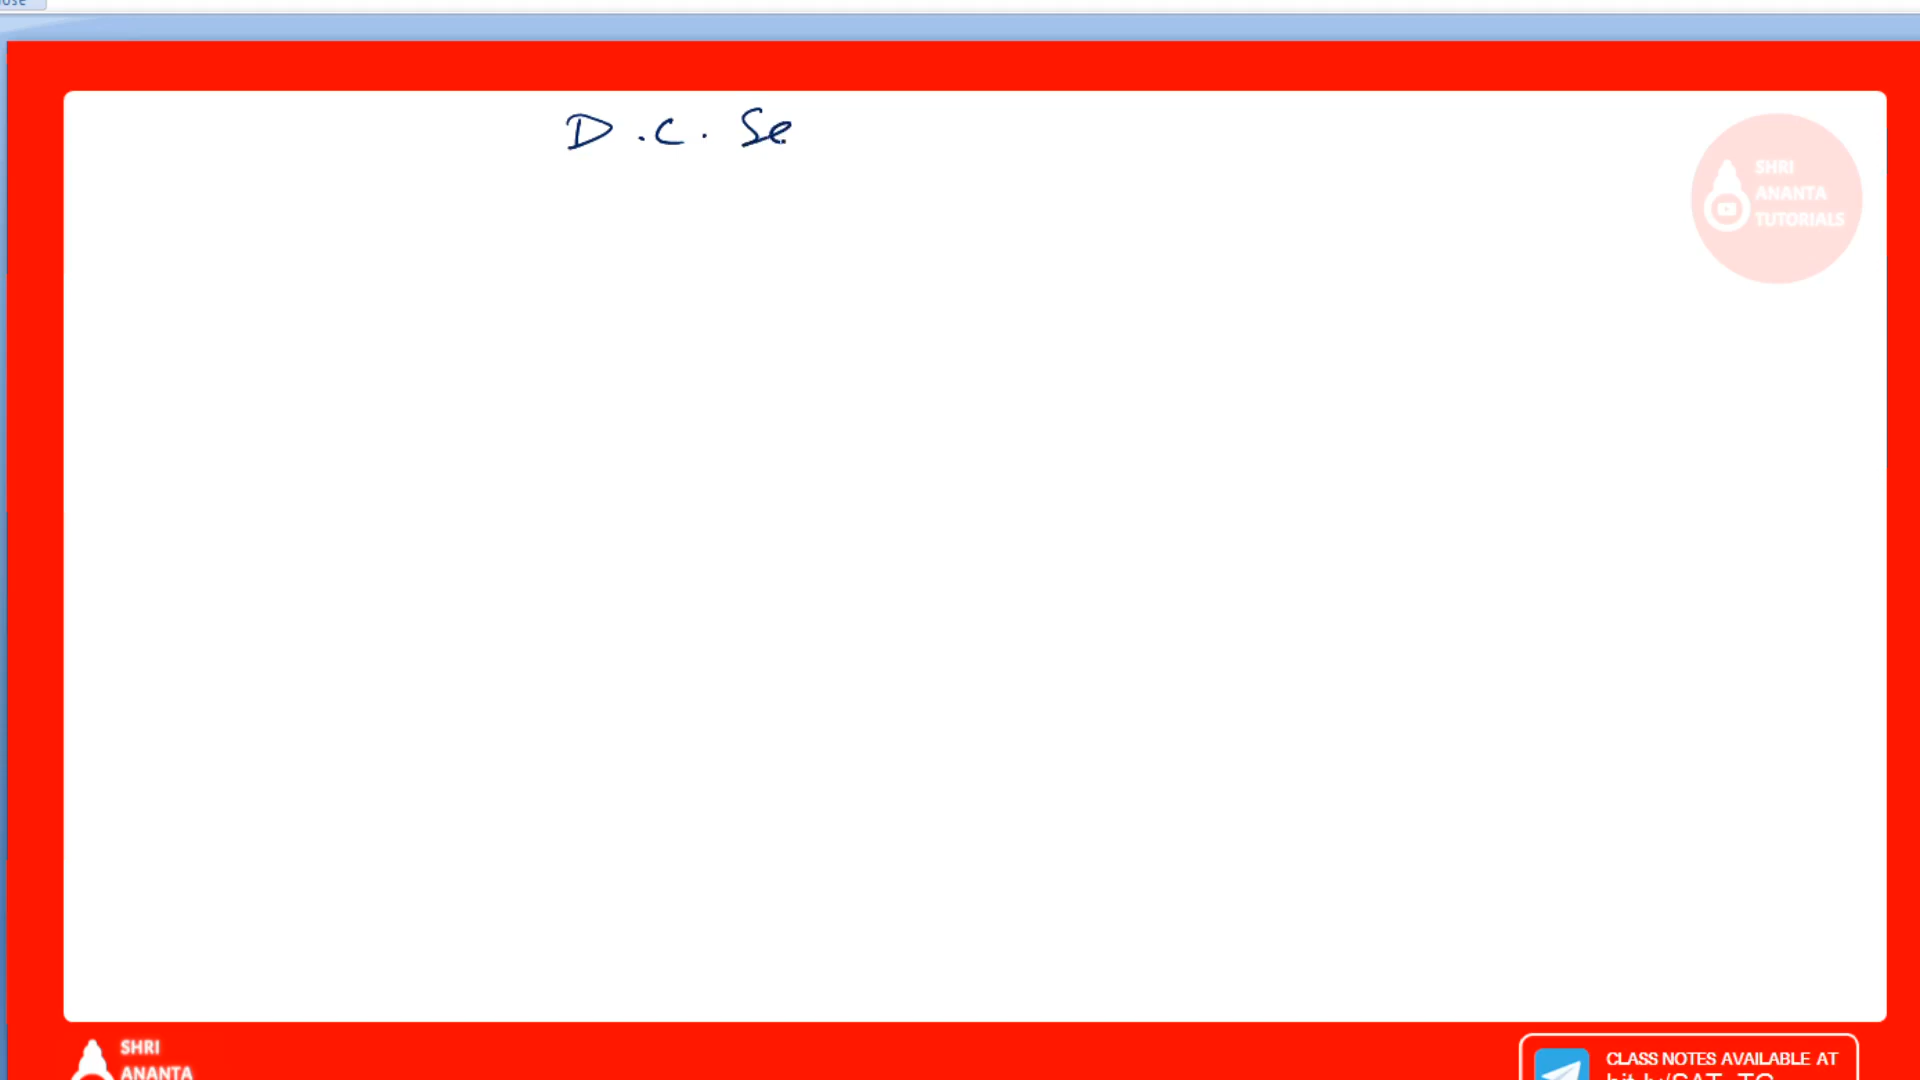 D.C. Se
SHRI
ANANTA
TUTORIALS
SHRI
ANANTA
CLASS NOTES AVAILABLE AT